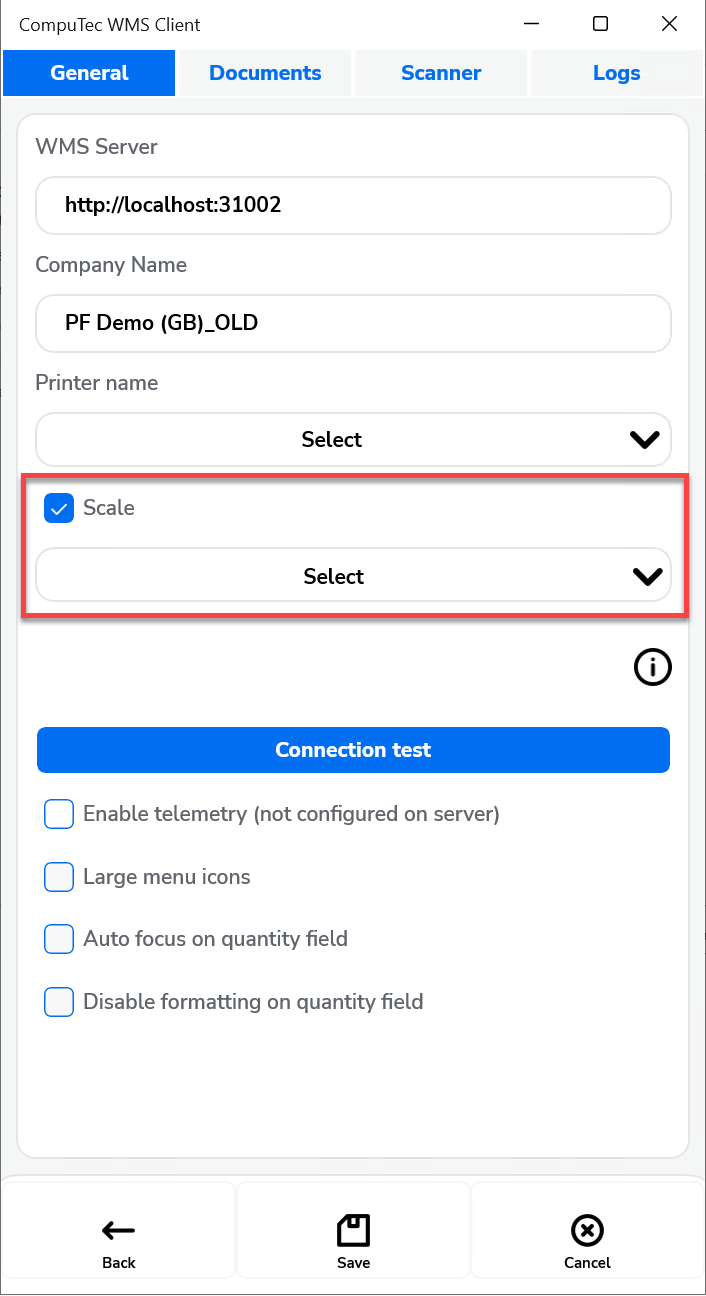 CompuTec WMS Client
General Documents Scanner Logs
WMS Server
http://localhost:31002
Company Name
PF Demo (GB)_OLD
Printer name
Select
Scale
Select
Connection test
Enable telemetry (not configured on server)
Large menu icons
Auto focus on quantity field
Disable formatting on quantity field
Back Save Cancel